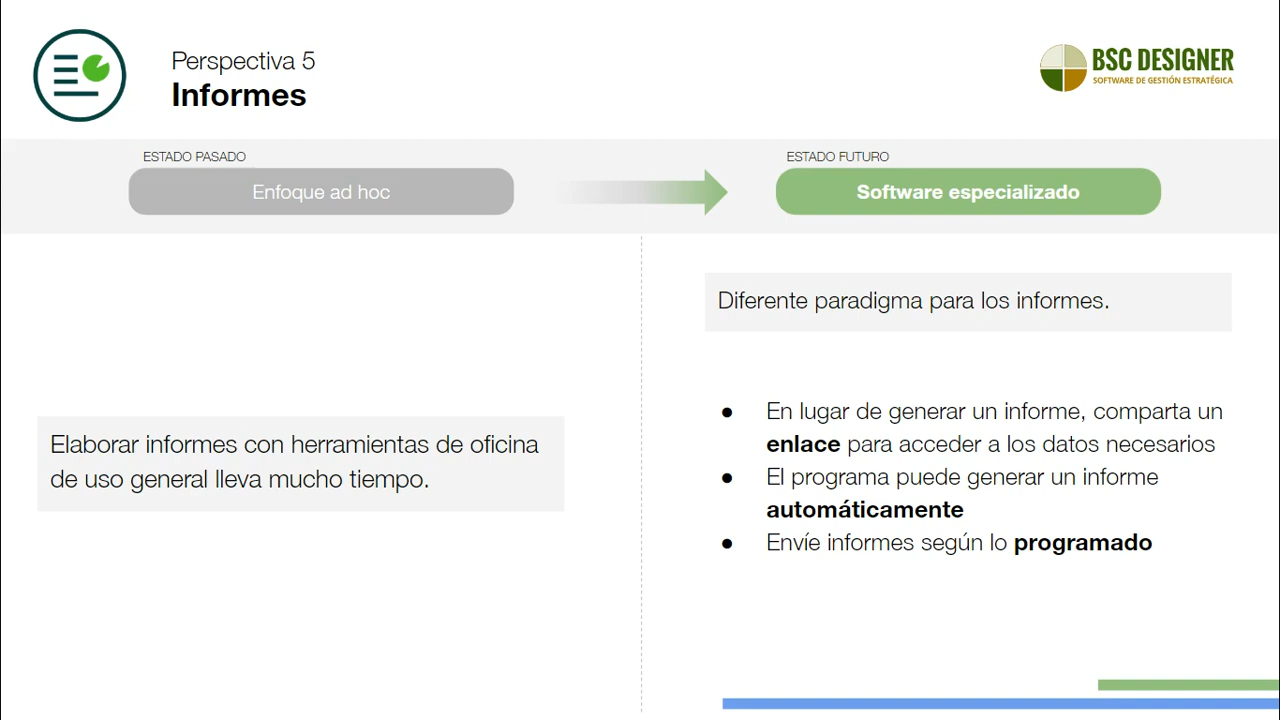 Perspectiva 5
Informes
BSC DESIGNER
SOFTWARE DE GESTIÓN ESTRATÉGICA
ESTADO PASADO
Enfoque ad hoc
ESTADO FUTURO
Software especializado
Elaborar informes con herramientas de oficina
de uso general lleva mucho tiempo.
Diferente paradigma para los informes.
● En lugar de generar un informe, comparta un
enlace para acceder a los datos necesarios
● El programa puede generar un informe
automáticamente
● Envíe informes según lo programado